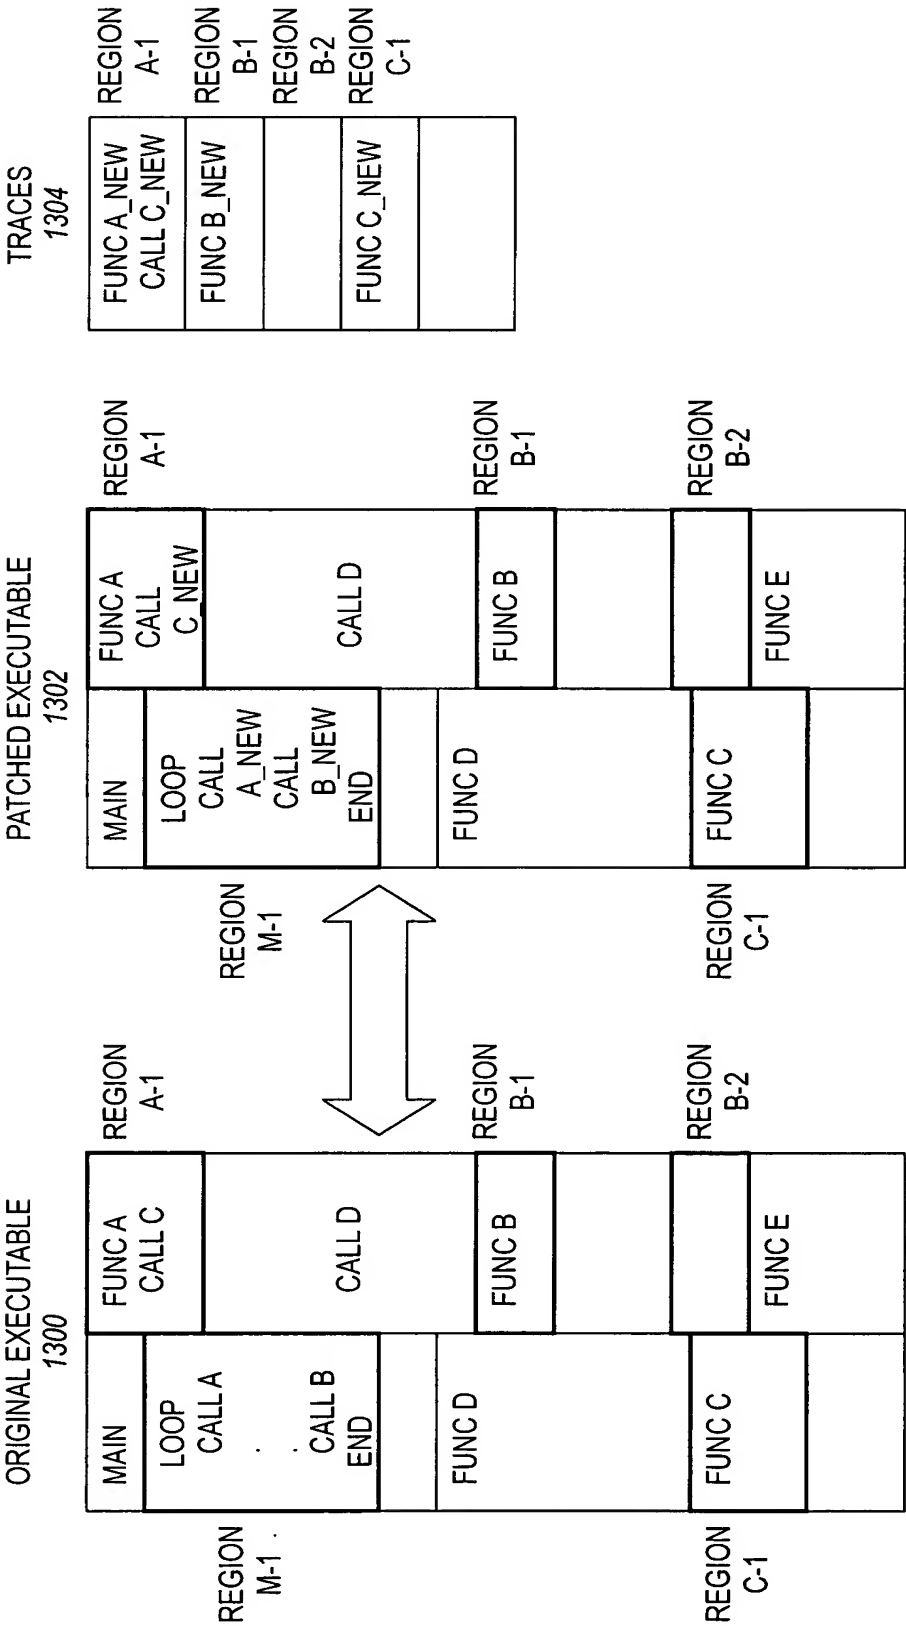 ORIGINAL EXECUTABLE
1300
REGION
M-1
REGION
C-1
MAIN
LOOP
CALL A
.
.
CALL B
END
FUNC D
FUNC C
FUNC A
CALL C
CALL D
FUNC B
FUNC E
REGION
A-1
REGION
B-1
REGION
B-2
PATCHED EXECUTABLE
1302
REGION
M-1
REGION
C-1
MAIN
LOOP
CALL
A_NEW
CALL
B_NEW
END
FUNC D
FUNC C
FUNC A
CALL
C_NEW
CALL D
FUNC B
FUNC E
REGION
A-1
REGION
B-1
REGION
B-2
TRACES
1304
FUNC A_NEW
CALL C_NEW
FUNC B_NEW
FUNC C_NEW
REGION
A-1
REGION
B-1
REGION
B-2
REGION
C-1